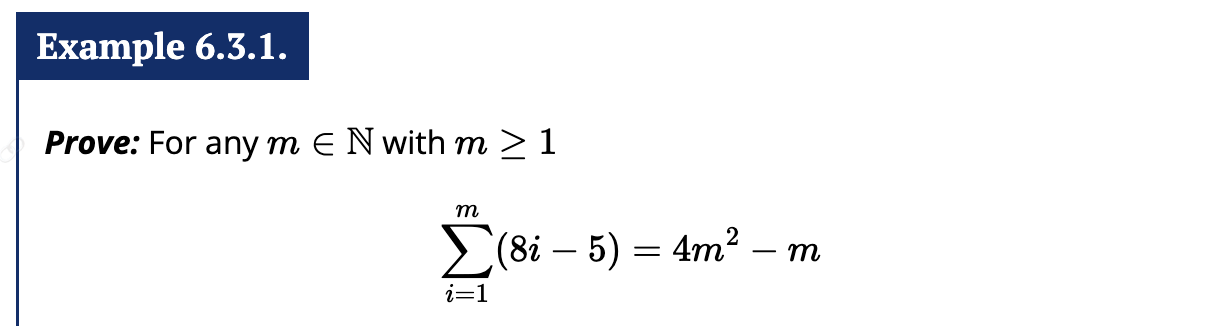 Example 6.3.1.
Prove: For any m ∈ ℕ with m ≥ 1
m
∑(8i − 5) = 4m² − m
i=1